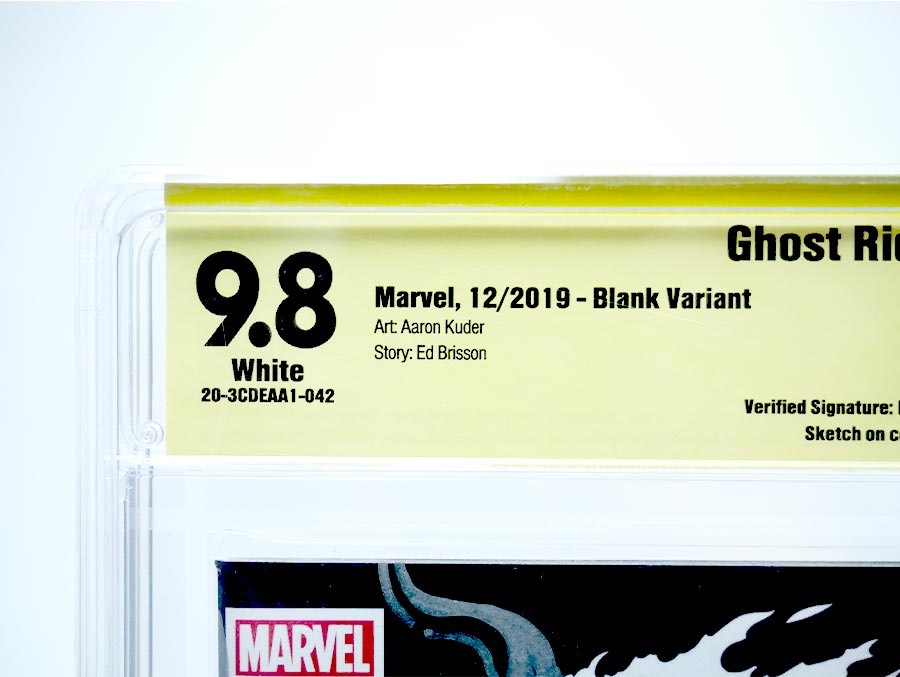 Ghost
9.8
White
20-3CDEAA1-042
Marvel, 12/2019 - Blank Variant
Art: Aaron Kuder
Story: Ed Brisson
Verified Signature:
Sketch on
MARVEL